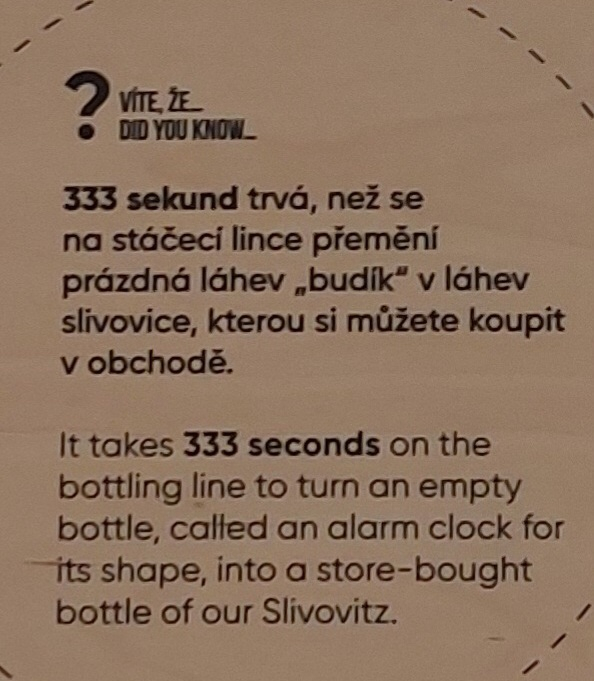 ?
VÍTE, ŽE...
DID YOU KNOW...
333 sekund trvá, než se
na stáčecí lince přemění
prázdná láhev „budík“ v láhev
slivovice, kterou si můžete koupit
v obchodě.
It takes 333 seconds on the
bottling line to turn an empty
bottle, called an alarm clock for
its shape, into a store-bought
bottle of our Slivovitz.